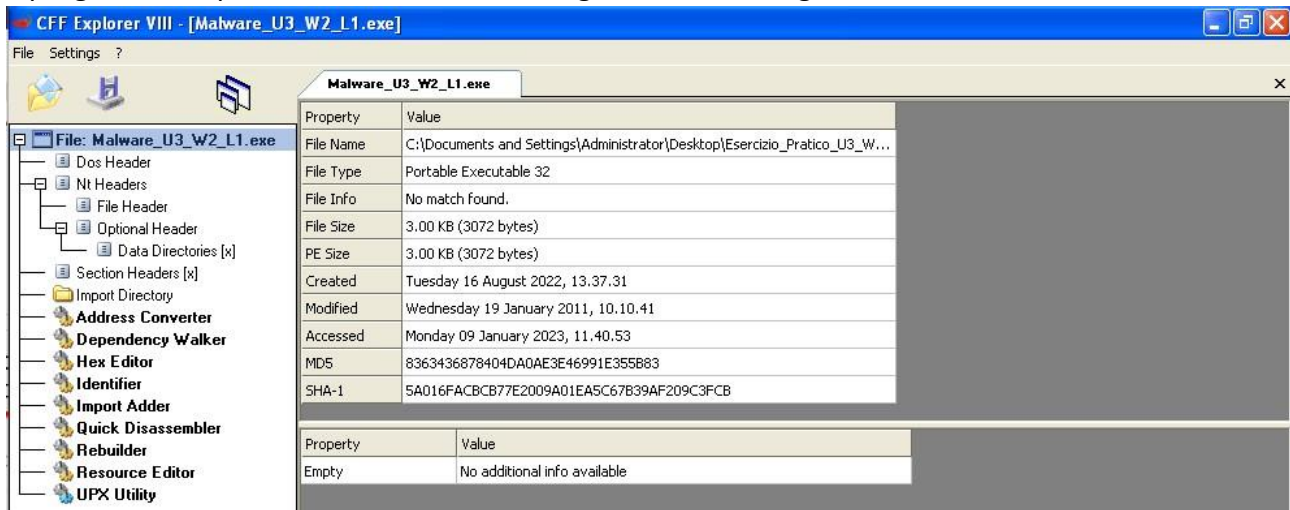 CFF Explorer VIII - [Malware_U3_W2_L1.exe]
File Settings ?
Malware_U3_W2_L1.exe
File: Malware_U3_W2_L1.exe
Dos Header
Nt Headers
File Header
Optional Header
Data Directories [x]
Section Headers [x]
Import Directory
Address Converter
Dependency Walker
Hex Editor
Identifier
Import Adder
Quick Disassembler
Rebuilder
Resource Editor
UPX Utility
Property Value
File Name C:\Documents and Settings\Administrator\Desktop\Esercizio_Pratico_U3_W...
File Type Portable Executable 32
File Info No match found.
File Size 3.00 KB (3072 bytes)
PE Size 3.00 KB (3072 bytes)
Created Tuesday 16 August 2022, 13.37.31
Modified Wednesday 19 January 2011, 10.10.41
Accessed Monday 09 January 2023, 11.40.53
MD5 8363436878404DA0AE3E46991E355B83
SHA-1 5A016FACBCB77E2009A01EA5C67B39AF209C3FCB
Property Value
Empty No additional info available